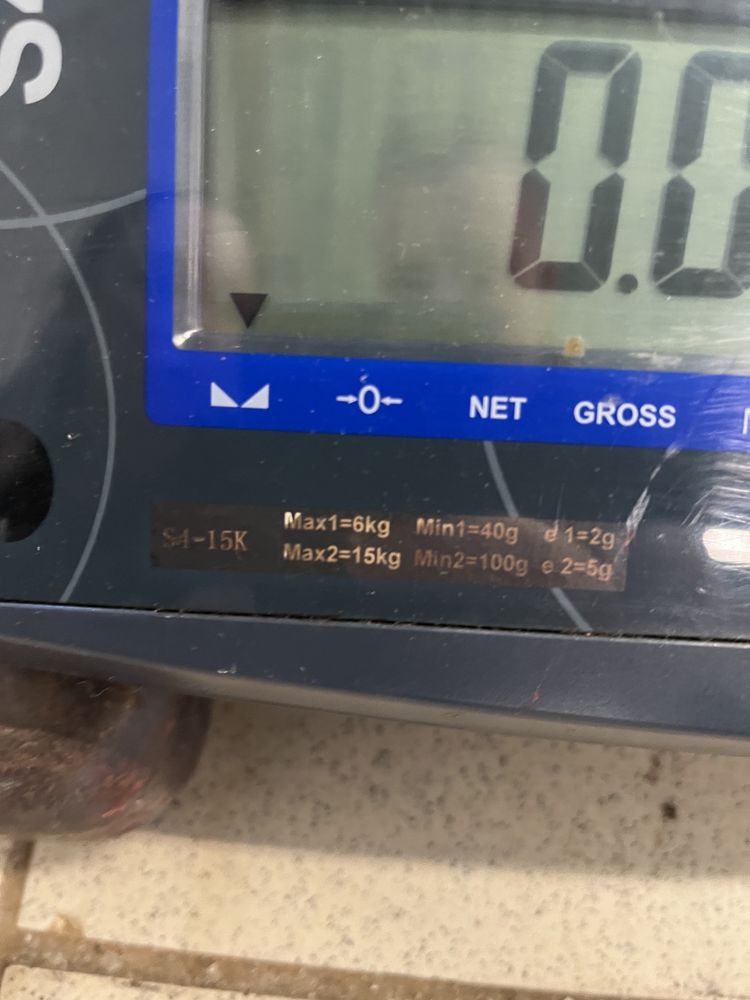 0.0
→0← NET GROSS
S4-15K
Max1=6kg Min1=40g e 1=2g
Max2=15kg Min2=100g e 2=5g